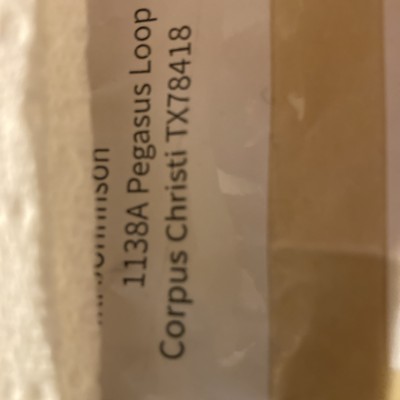 1138A Pegasus Loop
Corpus Christi TX78418